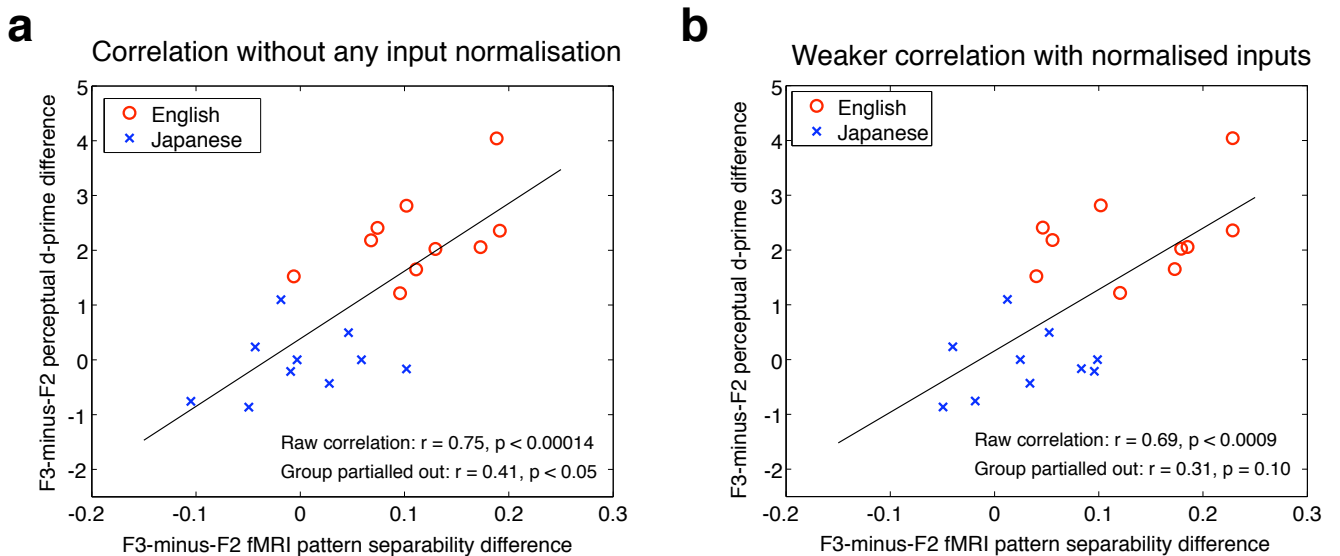 a
Correlation without any input normalisation
F3-minus-F2 perceptual d-prime difference
5
4
3
2
1
0
-1
-2
English
Japanese
Raw correlation: r = 0.75, p < 0.00014
Group partialled out: r = 0.41, p < 0.05
-0.2
-0.1
0
0.1
0.2
0.3
F3-minus-F2 fMRI pattern separability difference
b
Weaker correlation with normalised inputs
F3-minus-F2 perceptual d-prime difference
5
4
3
2
1
0
-1
-2
English
Japanese
Raw correlation: r = 0.69, p < 0.0009
Group partialled out: r = 0.31, p = 0.10
-0.2
-0.1
0
0.1
0.2
0.3
F3-minus-F2 fMRI pattern separability difference